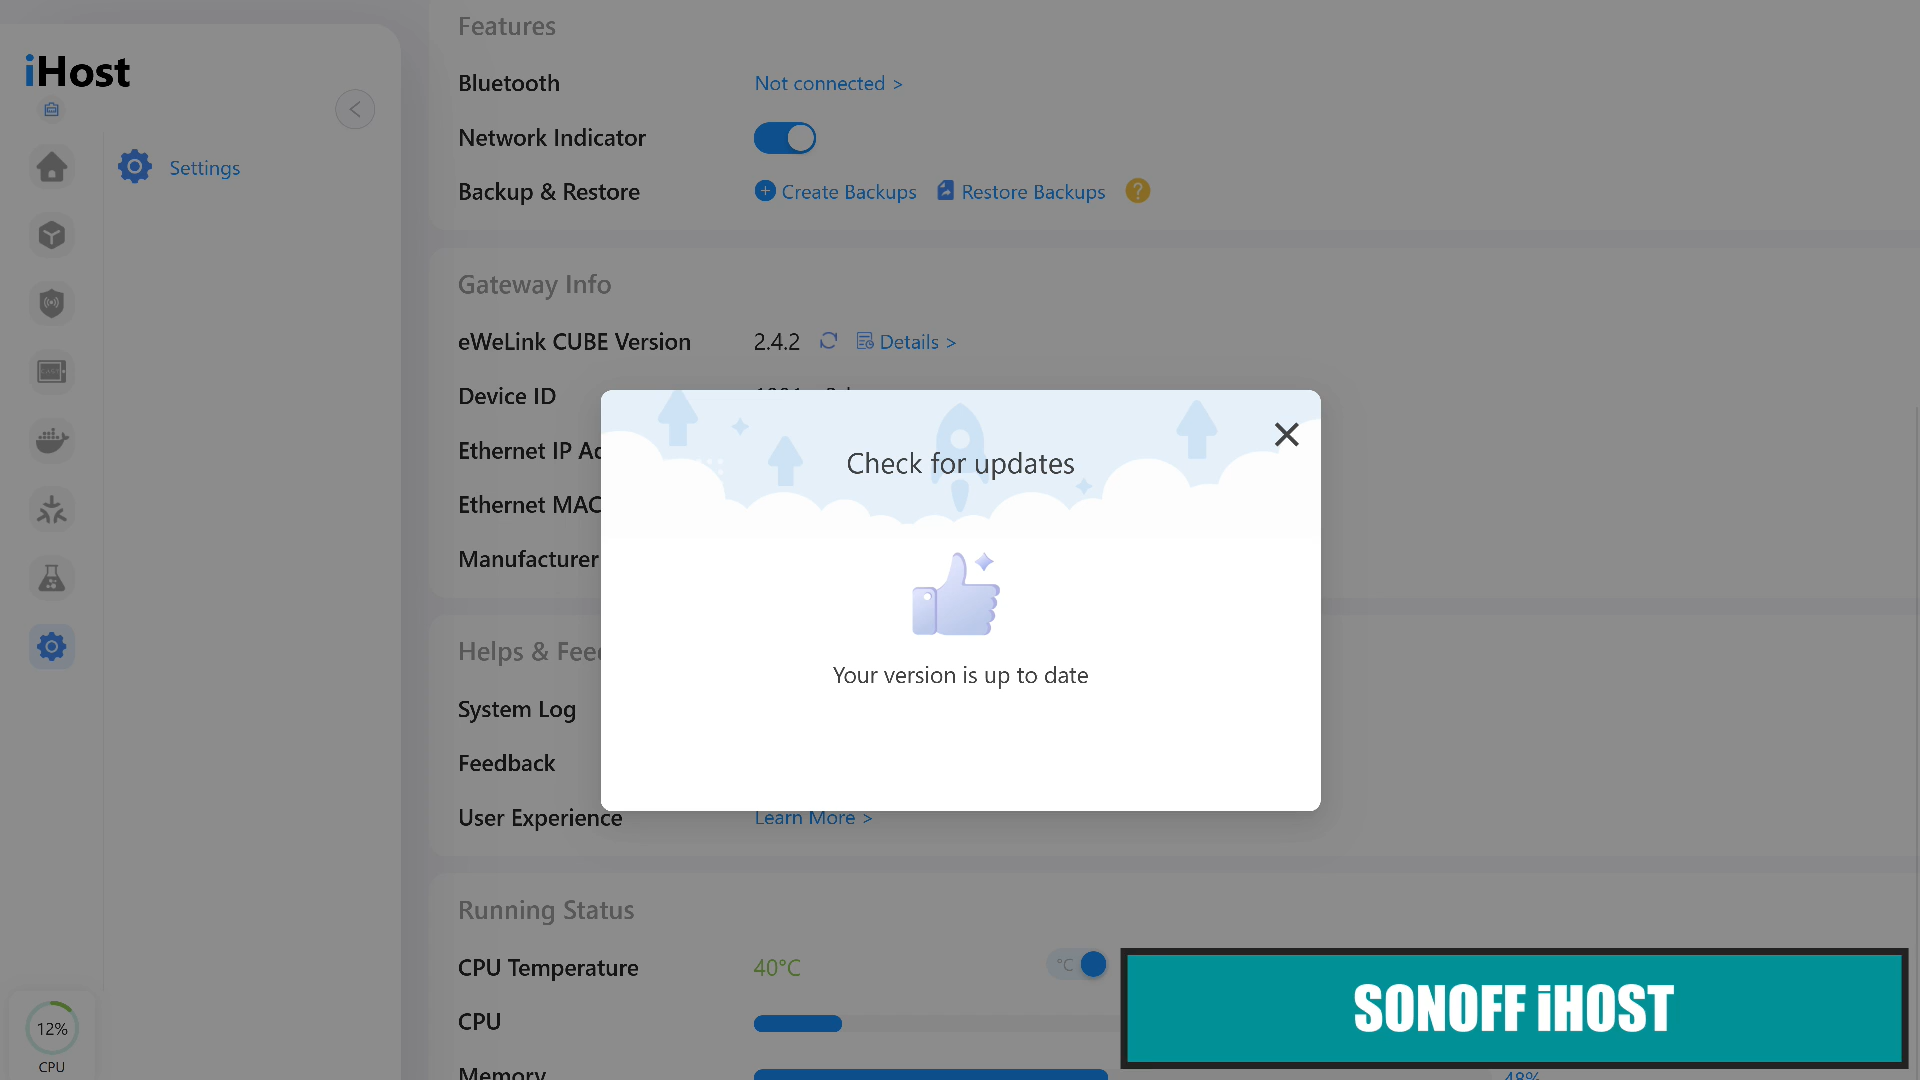 iHost
Settings
12%
CPU
Features
Bluetooth Not connected >
Network Indicator
Backup & Restore Create Backups Restore Backups ?
Gateway Info
eWeLink CUBE Version 2.4.2 Details >
Device ID
Ethernet IP
Ethernet MAC
Manufacturer
Helps &
System Log
Feedback
User Experience Learn More >
Running Status
CPU Temperature 40°C °C
CPU
Memory 48%
Check for updates
Your version is up to date
SONOFF iHOST